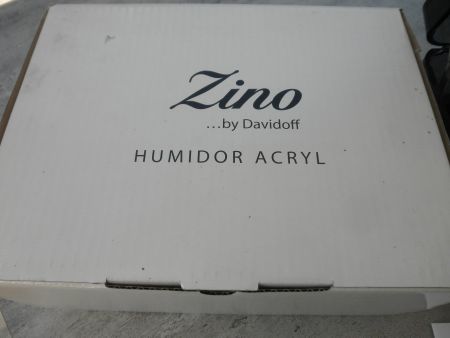 Zino
...by Davidoff
HUMIDOR ACRYL